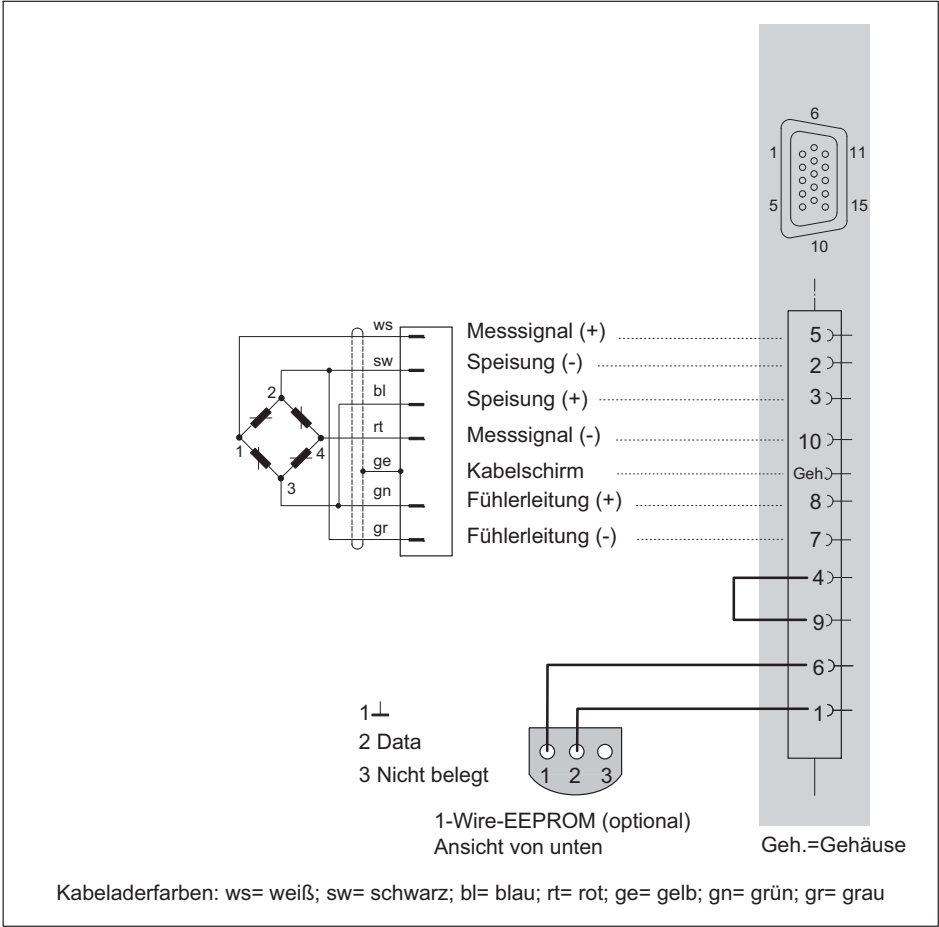 6
1
11
5
15
10
ws
Messsignal (+)
5
sw
Speisung (-)
2
bl
Speisung (+)
3
2
rt
Messsignal (-)
10
1
4
ge
Kabelschirm
Geh.
3
gn
Fühlerleitung (+)
8
gr
Fühlerleitung (-)
7
4
9
6
1
1⊥
2 Data
3 Nicht belegt
1 2 3
1-Wire-EEPROM (optional)
Ansicht von unten
Geh.=Gehäuse
Kabeladerfarben: ws= weiß; sw= schwarz; bl= blau; rt= rot; ge= gelb; gn= grün; gr= grau